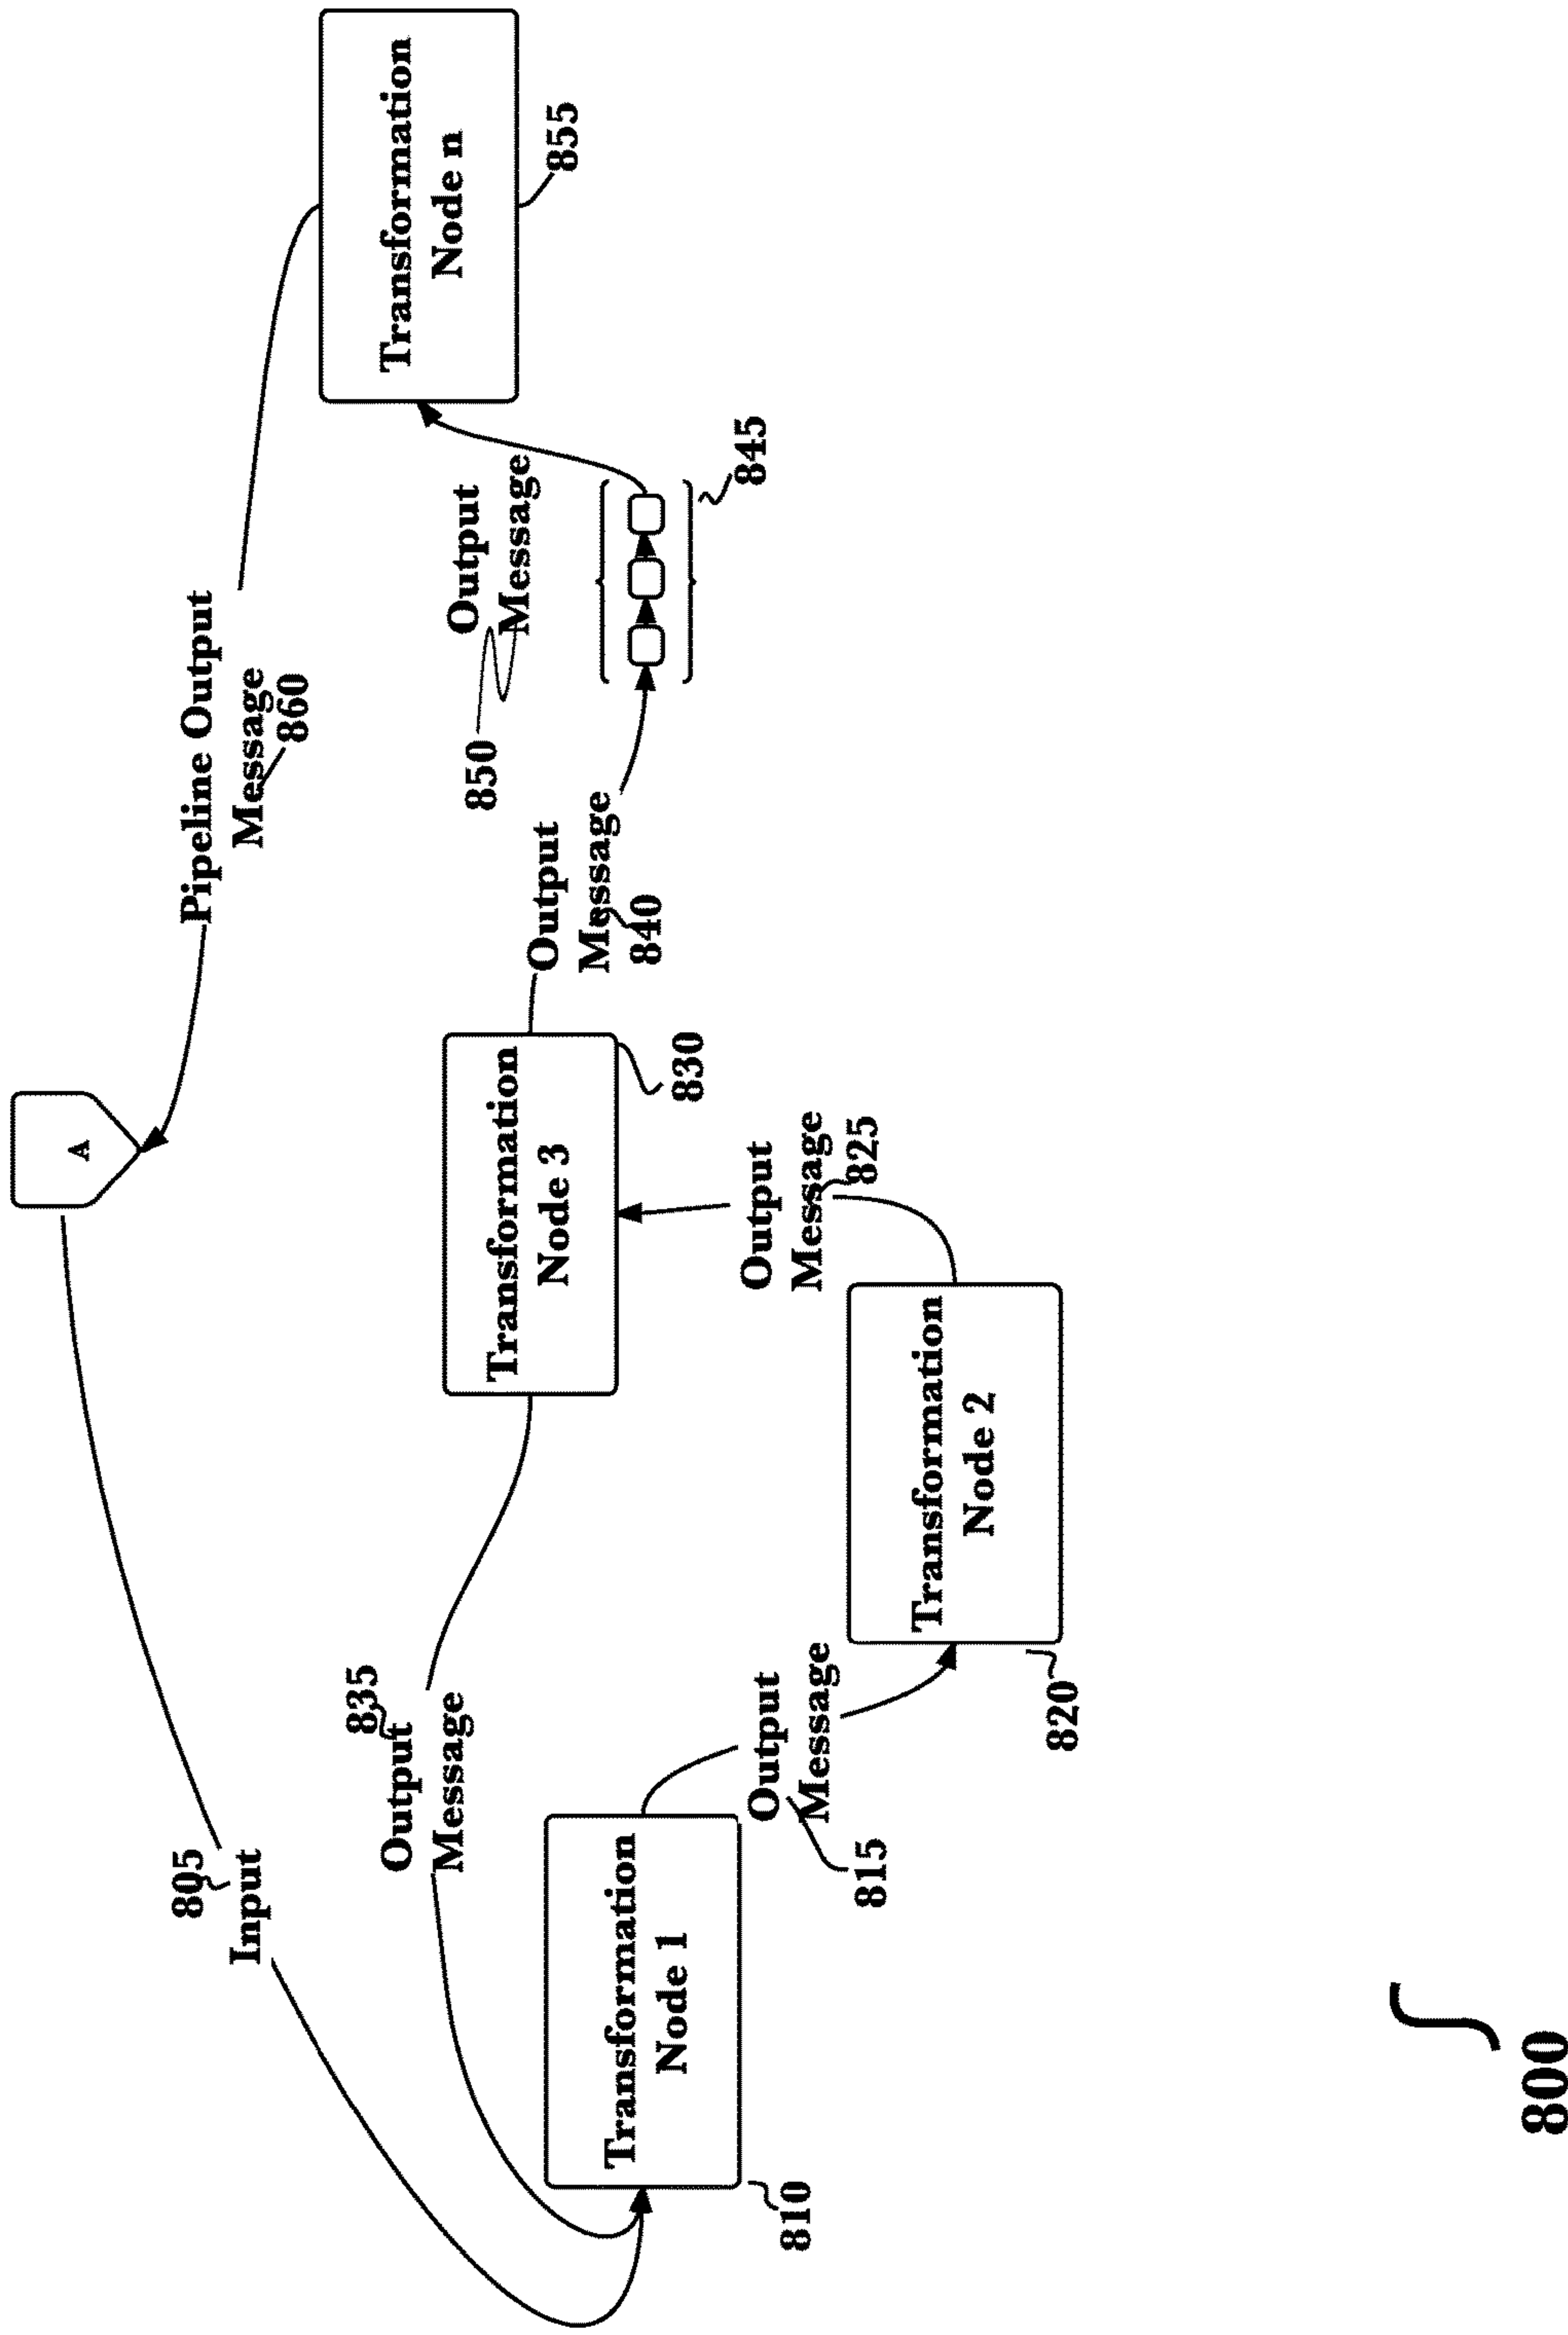 A
805
Input
Pipeline Output
Message
860
835
Output
Message
Transformation
Node 1
810
Output
Message
815
Transformation
Node 2
820
Output
Message
825
Transformation
Node 3
830
Output
Message
840
845
Output
Message
850
Transformation
Node n
855
800